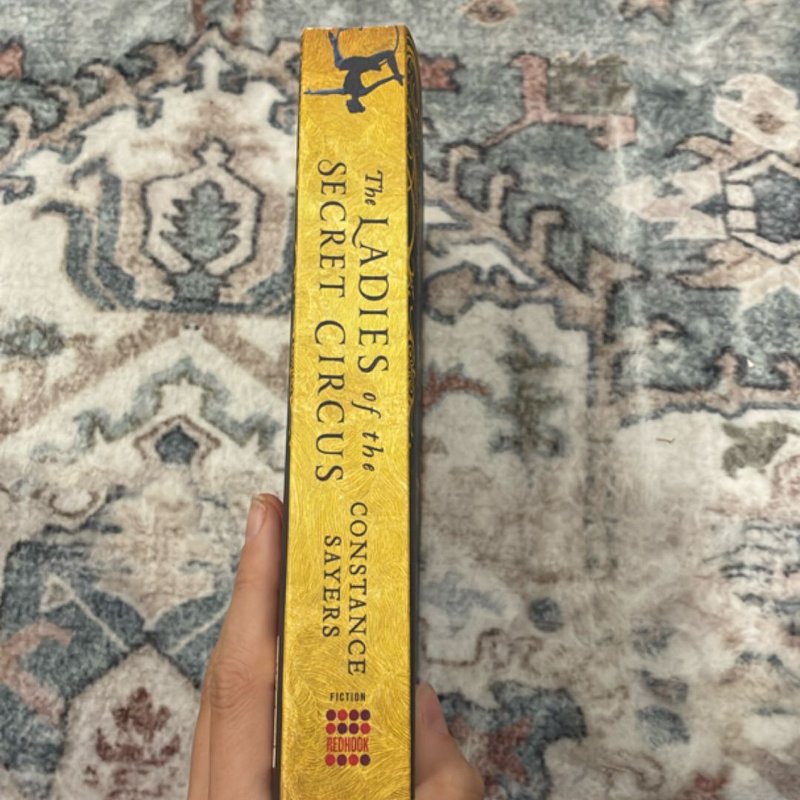 The LADIES of the
SECRET CIRCUS
CONSTANCE
SAYERS
FICTION
REDHOOK